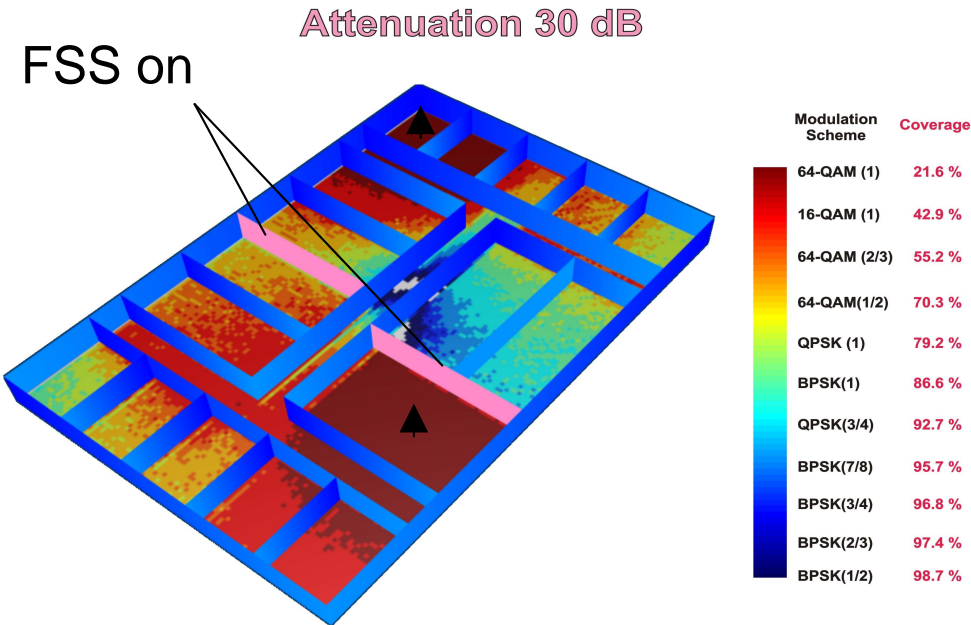 Attenuation 30 dB
FSS on
Modulation Scheme Coverage
64-QAM (1) 21.6 %
16-QAM (1) 42.9 %
64-QAM (2/3) 55.2 %
64-QAM(1/2) 70.3 %
QPSK (1) 79.2 %
BPSK(1) 86.6 %
QPSK(3/4) 92.7 %
BPSK(7/8) 95.7 %
BPSK(3/4) 96.8 %
BPSK(2/3) 97.4 %
BPSK(1/2) 98.7 %